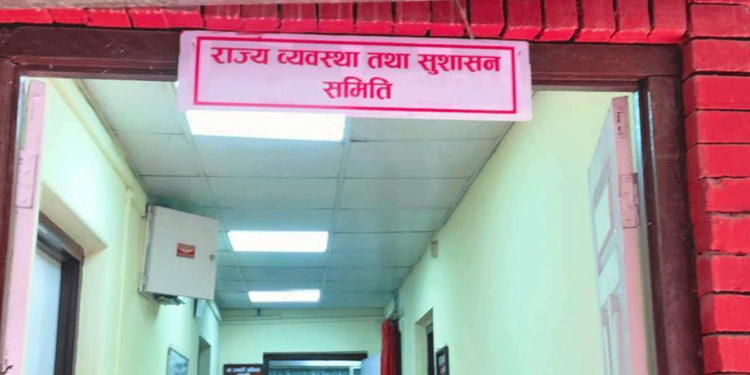 राज्य व्यवस्था तथा सुशासन
समिति